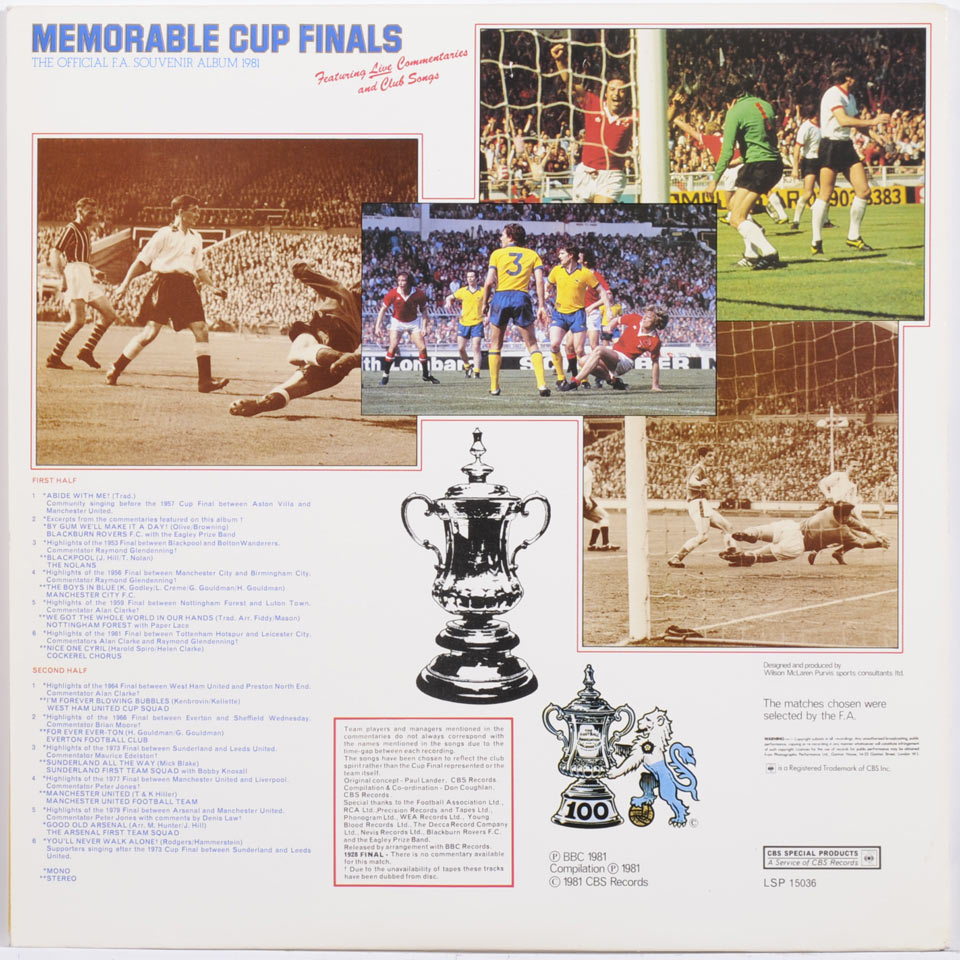 MEMORABLE CUP FINALS
THE OFFICIAL F.A. SOUVENIR ALBUM 1981
Featuring Live Commentaries
and Club Songs
MUL
AR
902 3383
3
th Lombar
BER
FIRST HALF
1 *ABIDE WITH ME! (Trad.)
Community singing before the 1957 Cup Final between Aston Villa and
Manchester United.
2 *Excerpts from the commentaries featured on this album †
*BY GUM WE'LL MAKE IT A DAY! (Olive/Browning)
BLACKBURN ROVERS F.C. with the Eagley Prize Band
3 *Highlights of the 1953 Final between Blackpool and Bolton Wanderers.
Commentator Raymond Glendenning†
**BLACKPOOL (J. Hill/T. Nolan)
THE NOLANS
4 *Highlights of the 1956 Final between Manchester City and Birmingham City.
Commentator Raymond Glendenning†
**THE BOYS IN BLUE (K. Godley/L. Creme/G. Gouldman/H. Gouldman)
MANCHESTER CITY F.C.
5 *Highlights of the 1959 Final between Nottingham Forest and Luton Town.
Commentator Alan Clarke†
**WE GOT THE WHOLE WORLD IN OUR HANDS (Trad. Arr. Fiddy/Mason)
NOTTINGHAM FOREST with Paper Lace
6 *Highlights of the 1961 Final between Tottenham Hotspur and Leicester City.
Commentators Alan Clarke and Raymond Glendenning†
**NICE ONE CYRIL (Harold Spiro/Helen Clarke)
COCKEREL CHORUS
SECOND HALF
1 *Highlights of the 1964 Final between West Ham United and Preston North End.
Commentator Alan Clarke†
**I'M FOREVER BLOWING BUBBLES (Kenbrovin/Kellette)
WEST HAM UNITED CUP SQUAD
2 *Highlights of the 1966 Final between Everton and Sheffield Wednesday.
Commentator Brian Moore†
**FOR EVER EVER-TON (H. Gouldman/G. Gouldman)
EVERTON FOOTBALL CLUB
3 *Highlights of the 1973 Final between Sunderland and Leeds United.
Commentator Maurice Ederston†
**SUNDERLAND ALL THE WAY (Mick Blake)
SUNDERLAND FIRST TEAM SQUAD with Bobby Knoxall
4 *Highlights of the 1977 Final between Manchester United and Liverpool.
Commentator Peter Jones†
**MANCHESTER UNITED (T & K Hiller)
MANCHESTER UNITED FOOTBALL TEAM
5 *Highlights of the 1979 Final between Arsenal and Manchester United.
Commentator Peter Jones with comments by Denis Law†
*GOOD OLD ARSENAL (Arr. M. Hunter/J. Hill)
THE ARSENAL FIRST TEAM SQUAD
6 *YOU'LL NEVER WALK ALONE! (Rodgers/Hammerstein)
Supporters singing after the 1973 Cup Final between Sunderland and Leeds
United.
*MONO
**STEREO
Team players and managers mentioned in the
commentaries do not always correspond with
the names mentioned in the songs due to the
time-gap between each recording.
The songs have been chosen to reflect the club
spirit rather than the Cup Final represented or the
team itself.
Original concept - Paul Lander, CBS Records.
Compilation & Co-ordination - Don Coughlan,
CBS Records.
Special thanks to the Football Association Ltd.,
RCA Ltd., Precision Records and Tapes Ltd.,
Phonogram Ltd., WEA Records Ltd., Young
Blood Records Ltd., The Decca Record Company
Ltd., Nevis Records Ltd., Blackburn Rovers F.C.
and the Eagley Prize Band.
Released by arrangement with BBC Records.
1928 FINAL - There is no commentary available
for this match.
† Due to the unavailability of tapes these tracks
have been dubbed from disc.
100
©
Ⓟ BBC 1981
Compilation Ⓟ 1981
© 1981 CBS Records
Designed and produced by
Wilson McLaren Purvis sports consultants ltd.
The matches chosen were
selected by the F.A.
WARNING:— Copyright subsists in all recordings. Any unauthorised broadcasting, public
is a Registered Trademark of CBS Inc.
CBS SPECIAL PRODUCTS
A Service of CBS Records
CBS
LSP 15036